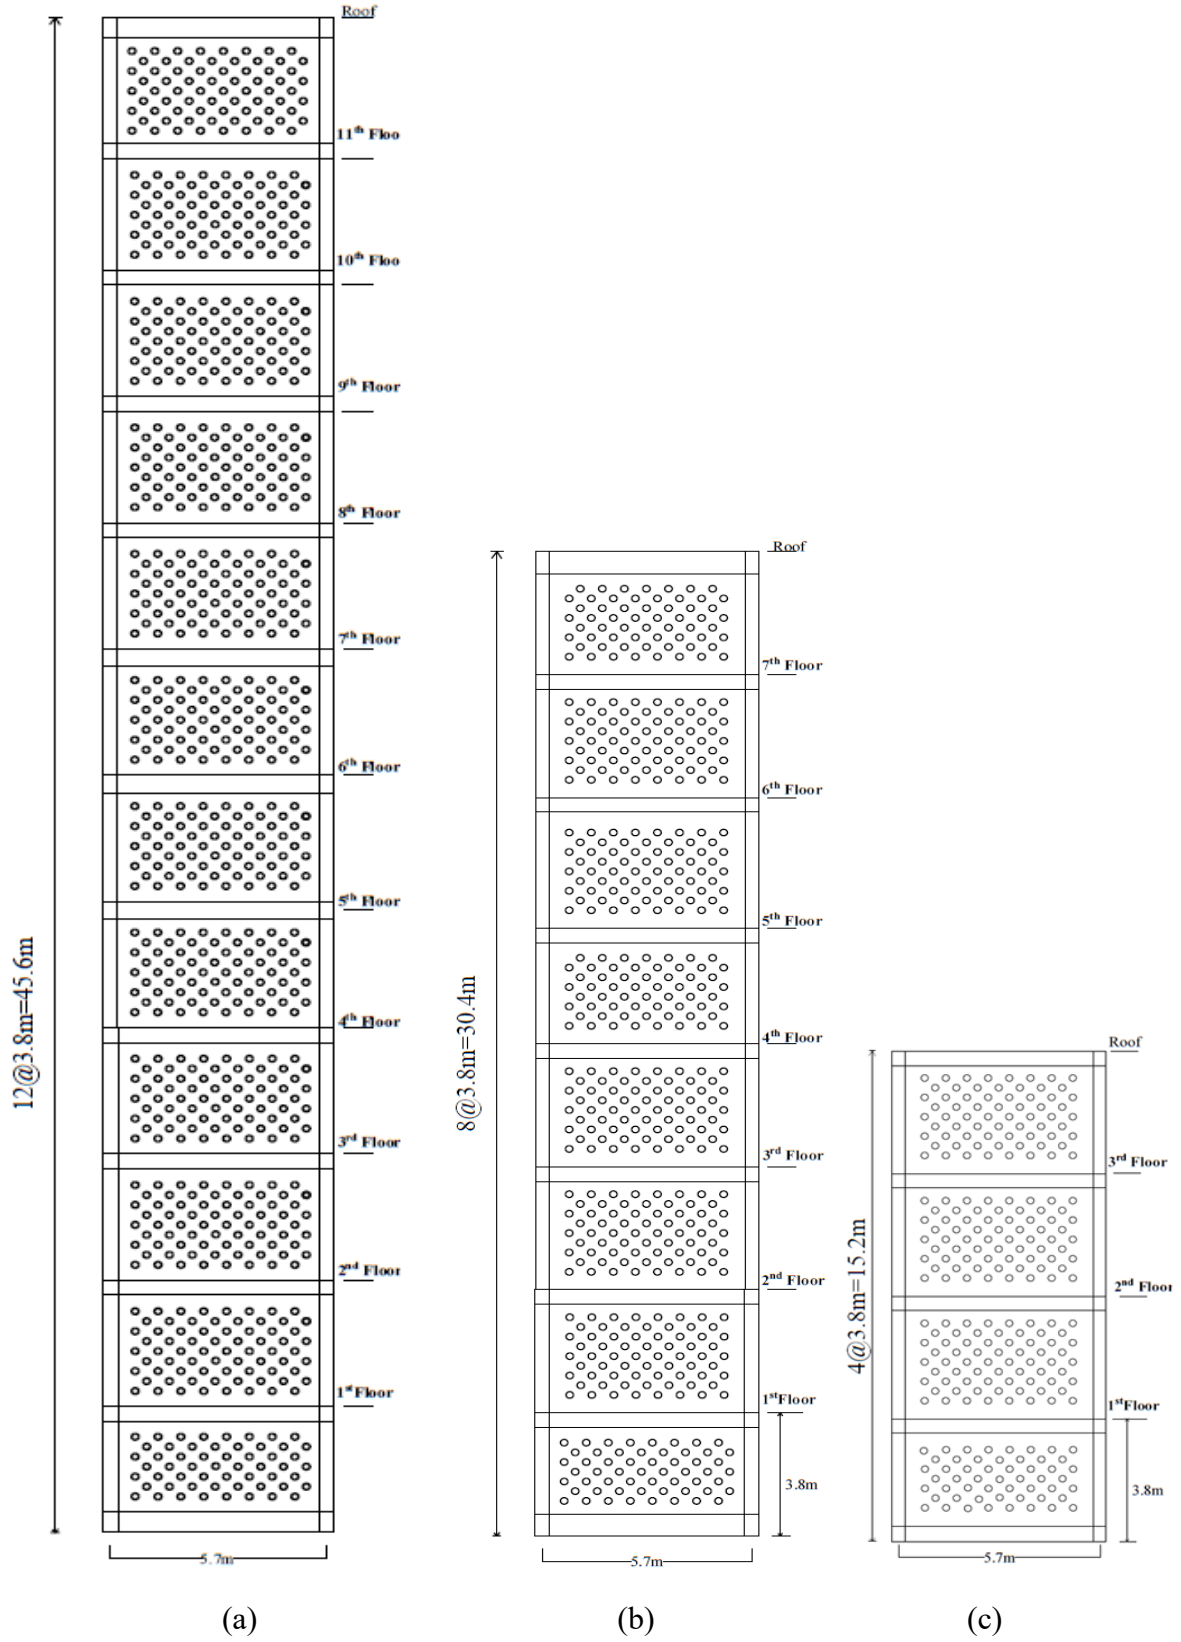 Roof
11th Floo
10th Floo
9th Floor
8th Floor
7th Floor
6th Floor
5th Floor
4th Floor
3rd Floor
2nd Floor
1st Floor
12@3.8m=45.6m
5.7m
(a)
Roof
7th Floor
6th Floor
5th Floor
4th Floor
3rd Floor
2nd Floor
1stFloor
3.8m
8@3.8m=30.4m
5.7m
(b)
Roof
3rd Floor
2nd Floor
1stFloor
3.8m
4@3.8m=15.2m
5.7m
(c)